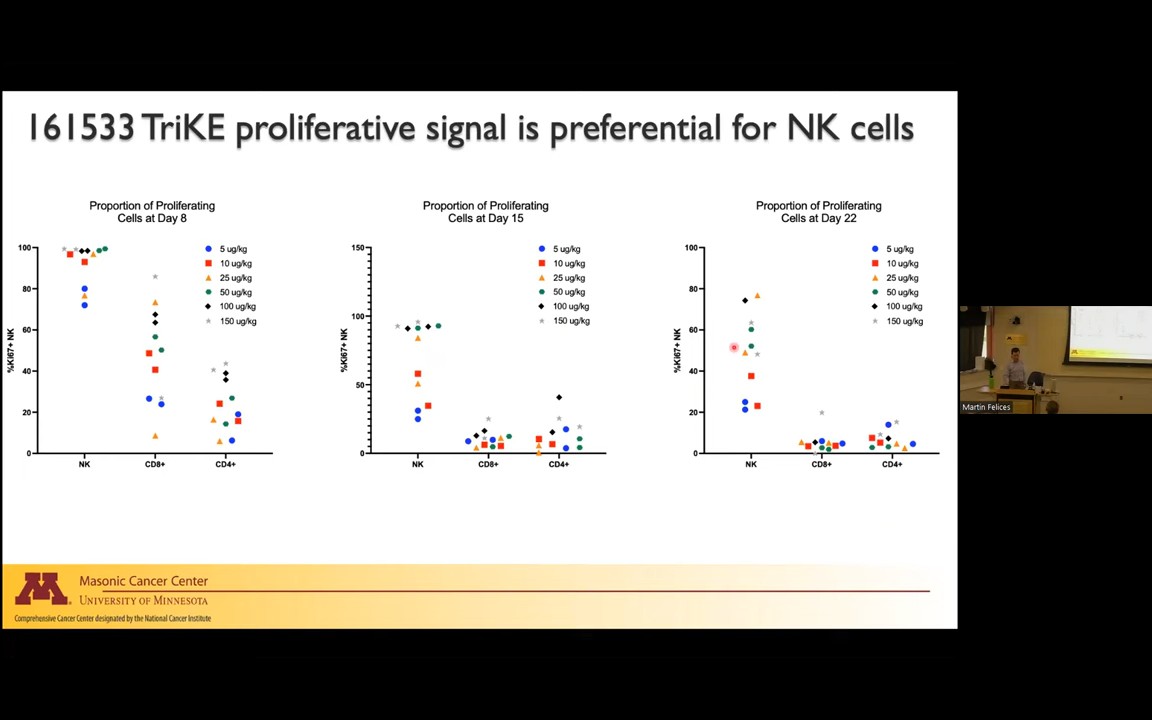 161533 TriKE proliferative signal is preferential for NK cells
Proportion of Proliferating
Cells at Day 8
%Ki67+ NK
100
80
60
40
20
0
NK
CD8+
CD4+
5 ug/kg
10 ug/kg
25 ug/kg
50 ug/kg
100 ug/kg
150 ug/kg
Proportion of Proliferating
Cells at Day 15
%Ki67+ NK
150
100
50
0
NK
CD8+
CD4+
5 ug/kg
10 ug/kg
25 ug/kg
50 ug/kg
100 ug/kg
150 ug/kg
Proportion of Proliferating
Cells at Day 22
%Ki67+ NK
100
80
60
40
20
0
NK
CD8+
CD4+
5 ug/kg
10 ug/kg
25 ug/kg
50 ug/kg
100 ug/kg
150 ug/kg
M
Masonic Cancer Center
UNIVERSITY OF MINNESOTA
Comprehensive Cancer Center designated by the National Cancer Institute
Martin Felices